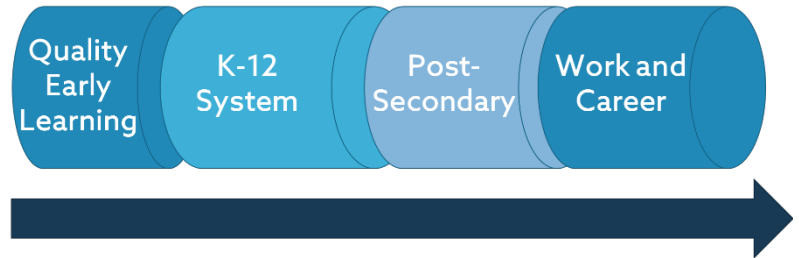 Quality
Early
Learning
K-12
System
Post-
Secondary
Work and
Career